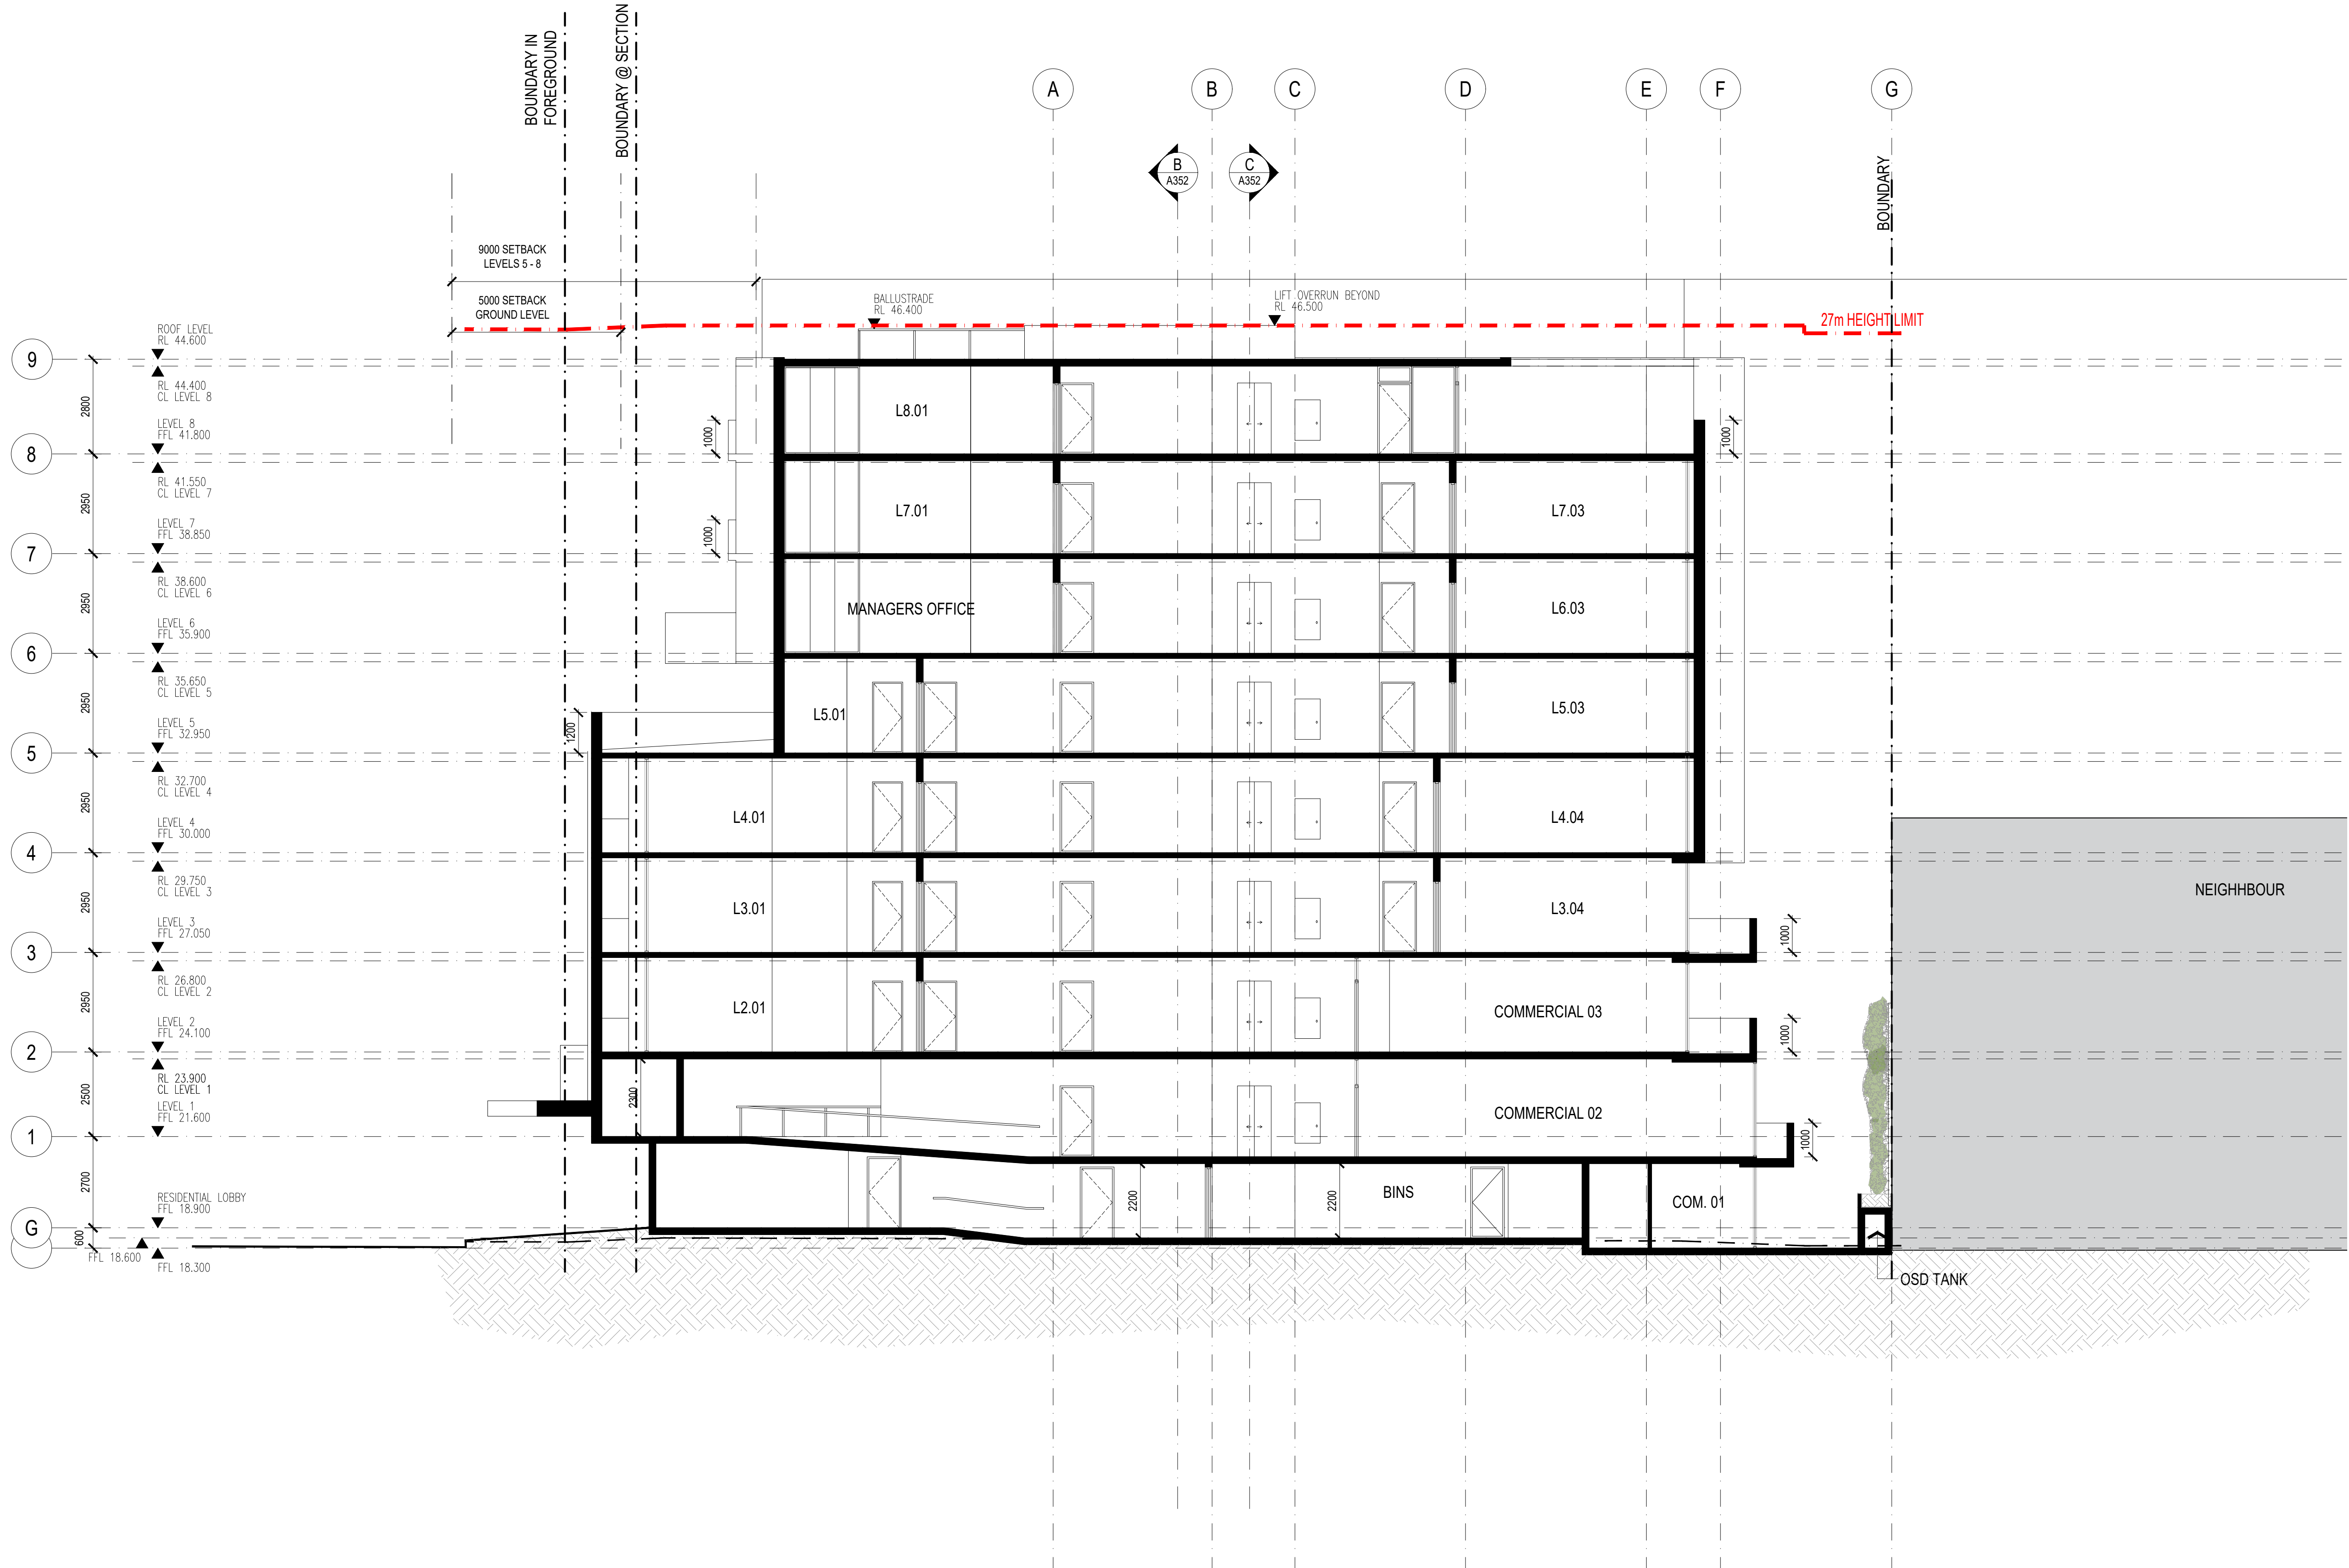 BOUNDARY IN
FOREGROUND
BOUNDARY @ SECTION
A
B
C
D
E
F
G
B
A352
C
A352
BOUNDARY
9000 SETBACK
LEVELS 5 - 8
5000 SETBACK
GROUND LEVEL
BALLUSTRADE
RL 46.400
LIFT OVERRUN BEYOND
RL 46.500
27m HEIGHT LIMIT
ROOF LEVEL
RL 44.600
9
RL 44.400
CL LEVEL 8
2800
L8.01
LEVEL 8
FFL 41.800
1000
1000
8
RL 41.550
CL LEVEL 7
2950
L7.01
L7.03
LEVEL 7
FFL 38.850
1000
7
RL 38.600
CL LEVEL 6
2950
MANAGERS OFFICE
L6.03
LEVEL 6
FFL 35.900
6
RL 35.650
CL LEVEL 5
2950
L5.01
L5.03
LEVEL 5
FFL 32.950
1200
5
RL 32.700
CL LEVEL 4
2950
L4.01
L4.04
LEVEL 4
FFL 30.000
4
RL 29.750
CL LEVEL 3
2950
L3.01
L3.04
NEIGHHBOUR
LEVEL 3
FFL 27.050
1000
3
RL 26.800
CL LEVEL 2
2950
L2.01
COMMERCIAL 03
LEVEL 2
FFL 24.100
1000
2
RL 23.900
CL LEVEL 1
2500
2300
COMMERCIAL 02
LEVEL 1
FFL 21.600
1
1000
2700
2200
2200
BINS
COM. 01
RESIDENTIAL LOBBY
FFL 18.900
G
600
FFL 18.600
FFL 18.300
OSD TANK